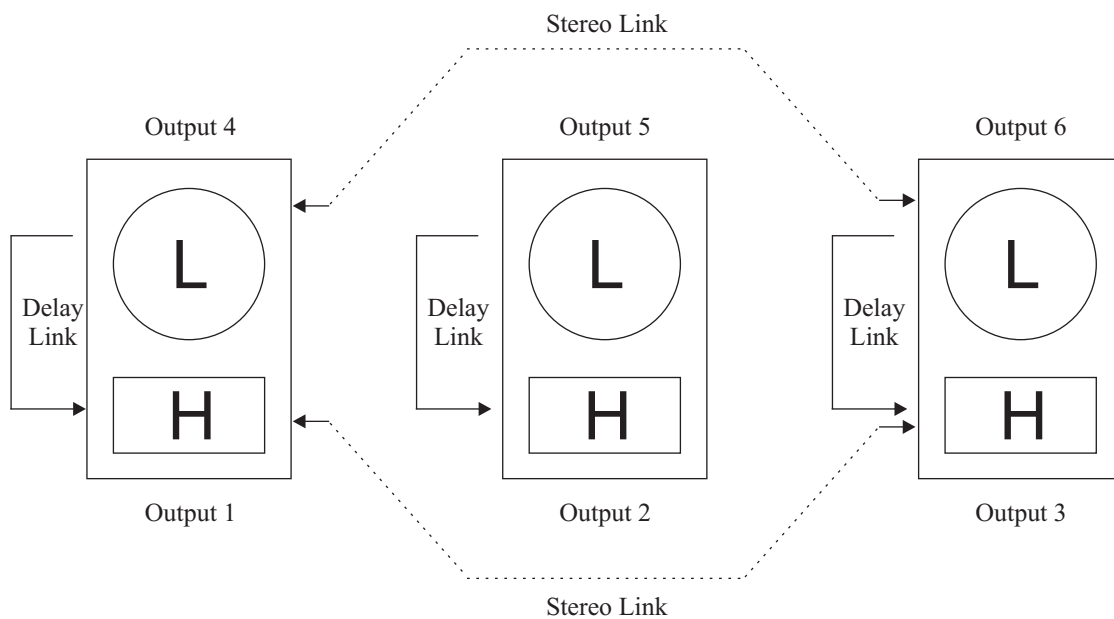 Stereo Link
Output 4
Output 5
Output 6
L
L
L
Delay
Link
Delay
Link
Delay
Link
H
H
H
Output 1
Output 2
Output 3
Stereo Link